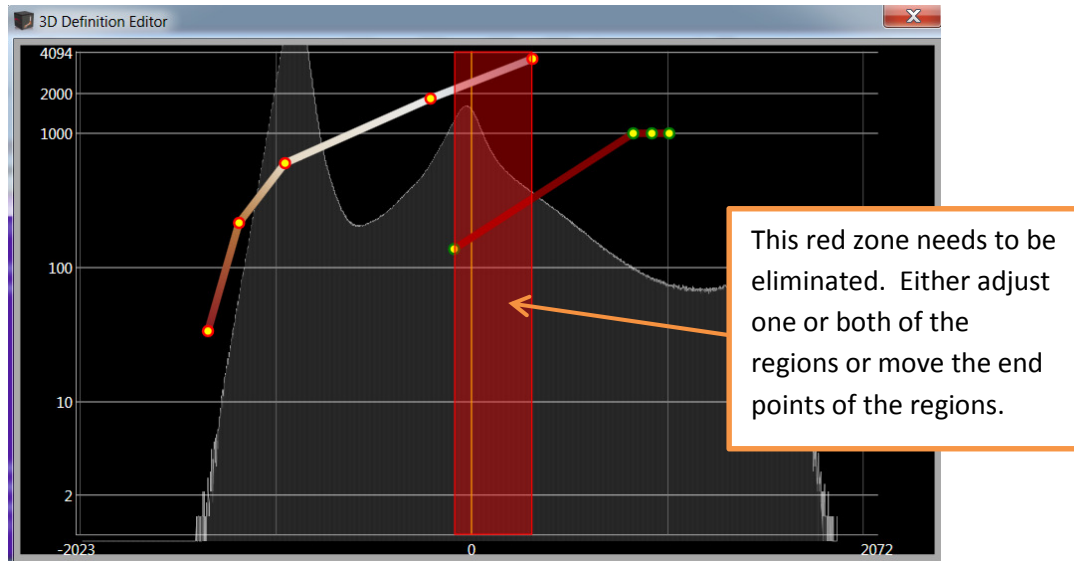 3D Definition Editor
X
4094
2000
1000
100
10
2
-2023
0
2072
This red zone needs to be
eliminated.  Either adjust
one or both of the
regions or move the end
points of the regions.